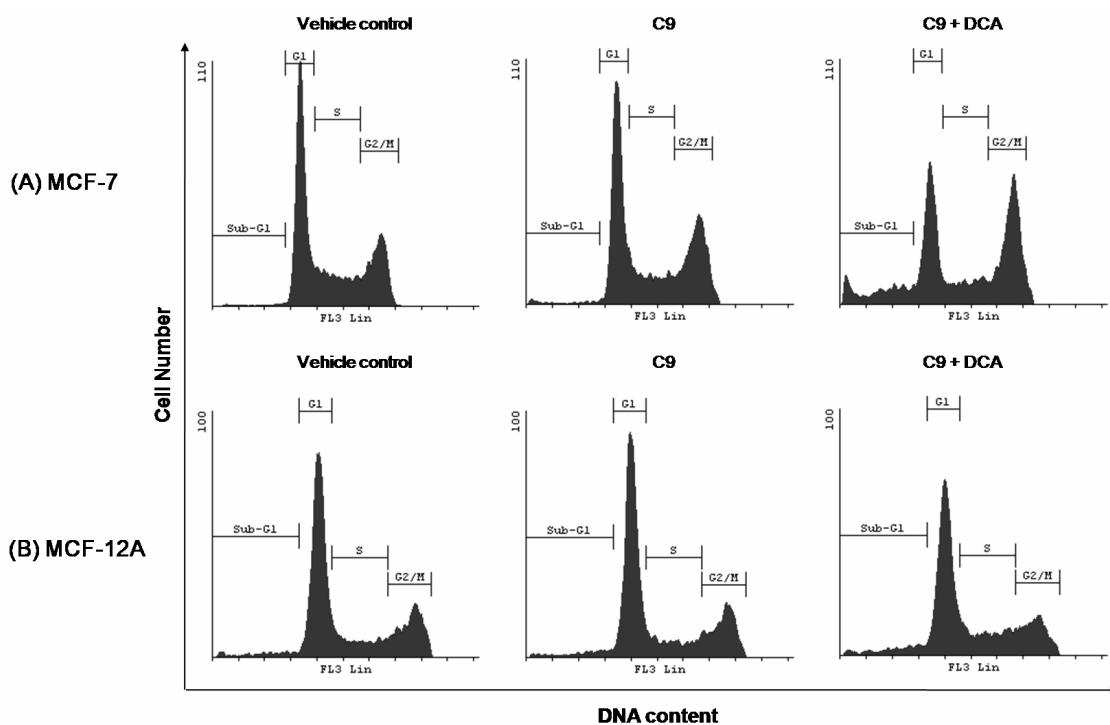 Vehicle control
C9
C9 + DCA
(A) MCF-7
110
G1
S
G2/M
Sub-G1
FL3 Lin
110
G1
S
G2/M
Sub-G1
FL3 Lin
110
G1
S
G2/M
Sub-G1
FL3 Lin
Cell Number
Vehicle control
C9
C9 + DCA
(B) MCF-12A
100
G1
Sub-G1
S
G2/M
FL3 Lin
100
G1
Sub-G1
S
G2/M
FL3 Lin
100
G1
Sub-G1
S
G2/M
FL3 Lin
DNA content